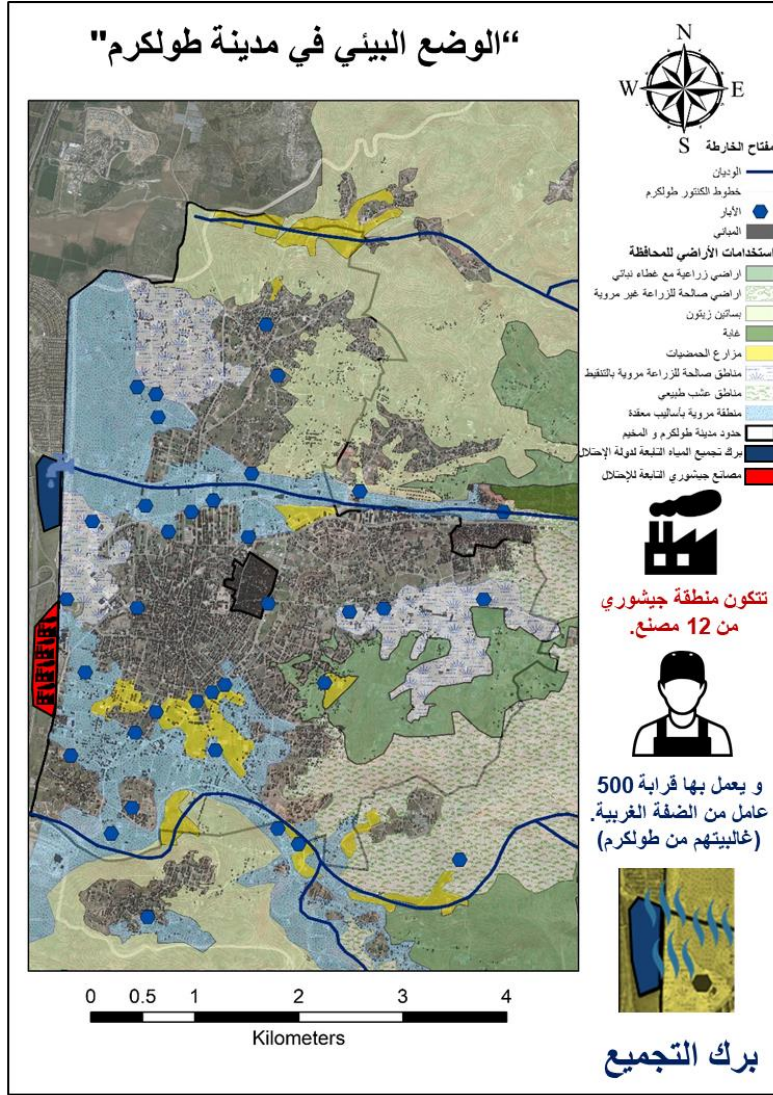 “الوضع البيئي في مدينة طولكرم"
N
W E
S
مفتاح الخارطة
الوديان
خطوط الكنتور طولكرم
الآبار
المباني
استخدامات الأراضي للمحافظة
اراضي زراعية مع غطاء نباتي
اراضي صالحة للزراعة غير مروية
بساتين زيتون
غابة
مزارع الحمضيات
مناطق صالحة للزراعة مروية بالتنقيط
مناطق عشب طبيعي
منطقة مروية بأساليب معقدة
حدود مدينة طولكرم و المخيم
برك تجميع المياه التابعة لدولة الإحتلال
مصانع جيشوري التابعة للإحتلال
تتكون منطقة جيشوري
من 12 مصنع.
و يعمل بها قرابة 500
عامل من الضفة الغربية.
(غالبيتهم من طولكرم)
برك التجميع
0 0.5 1 2 3 4
Kilometers